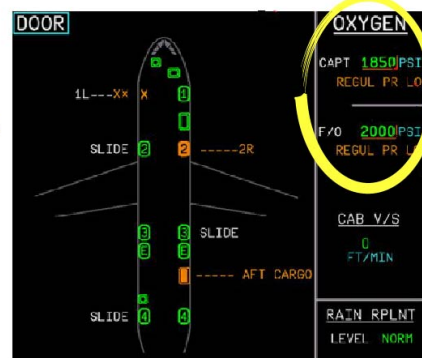 DOOR
OXYGEN
CAPT 1850 PSI
REGUL PR LO
1L---XX X 1
F/O 2000 PSI
REGUL PR LO
SLIDE 2 2 -----2R
CAB V/S
0
FT/MIN
3 3 SLIDE
E E
----- AFT CARGO
RAIN RPLNT
LEVEL NORM
SLIDE 4 4